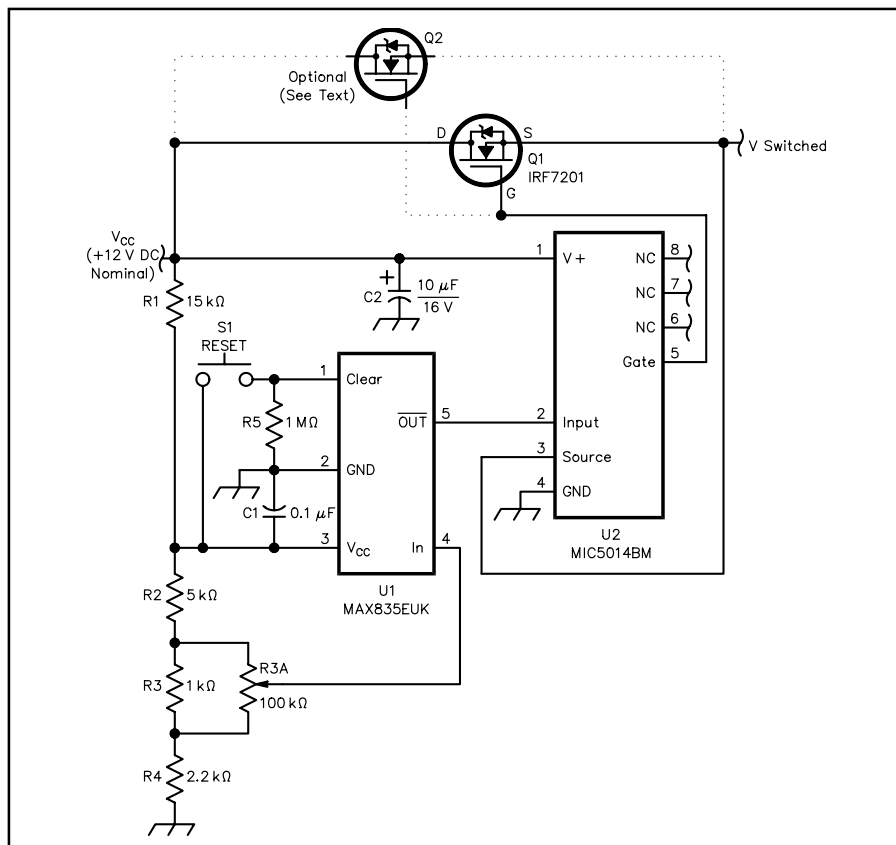 Q2
Optional
(See Text)
D
S
Q1
IRF7201
G
V Switched
VCC
(+12 V DC
Nominal)
R1
15 kΩ
+
C2
10 µF
16 V
1
V+
NC
8
NC
7
NC
6
Gate
5
S1
RESET
1
Clear
R5
1 MΩ
OUT
5
2
Input
3
Source
4
GND
2
GND
C1
0.1 µF
3
VCC
In
4
U2
MIC5014BM
U1
MAX835EUK
R2
5 kΩ
R3
1 kΩ
R3A
100 kΩ
R4
2.2 kΩ